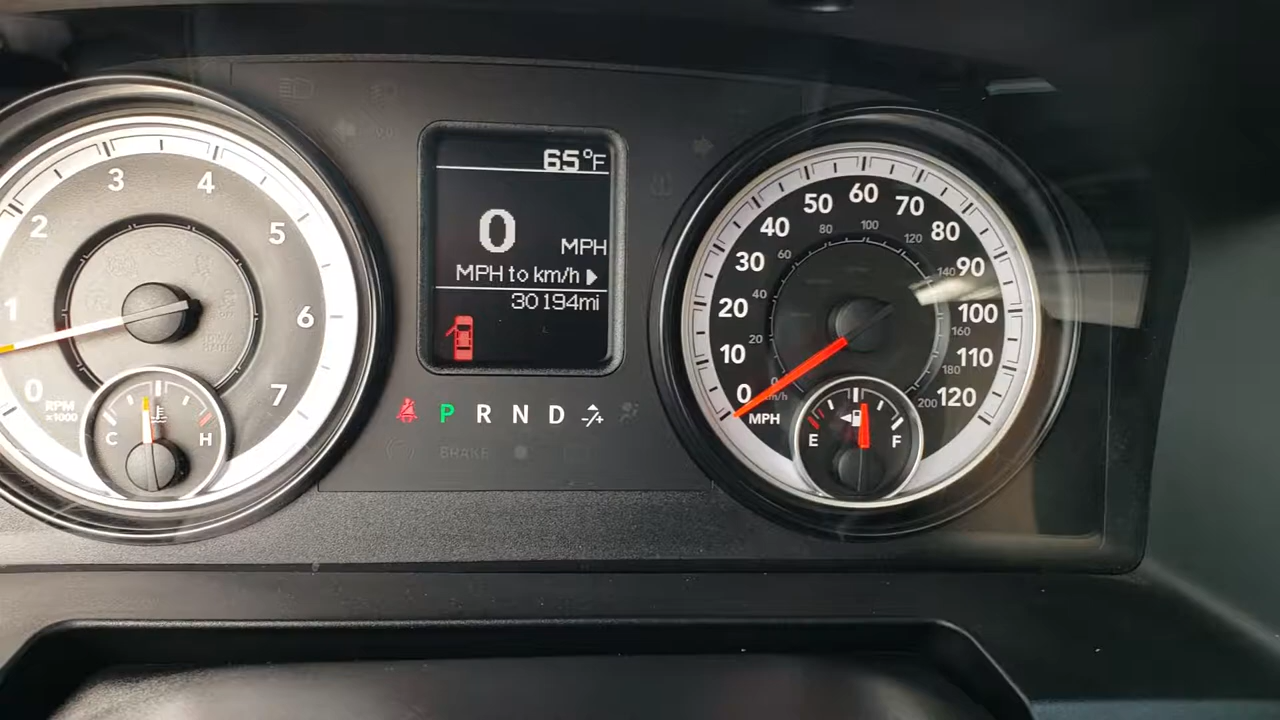 65°F
0
MPH
MPH to km/h
30194mi
P R N D -/+
BRAKE
0 1 2 3 4 5 6 7
RPM
x1000
C H
0 10 20 30 40 50 60 70 80 90 100 110 120
0 20 40 60 80 100 120 140 160 180 200
km/h
MPH
E F